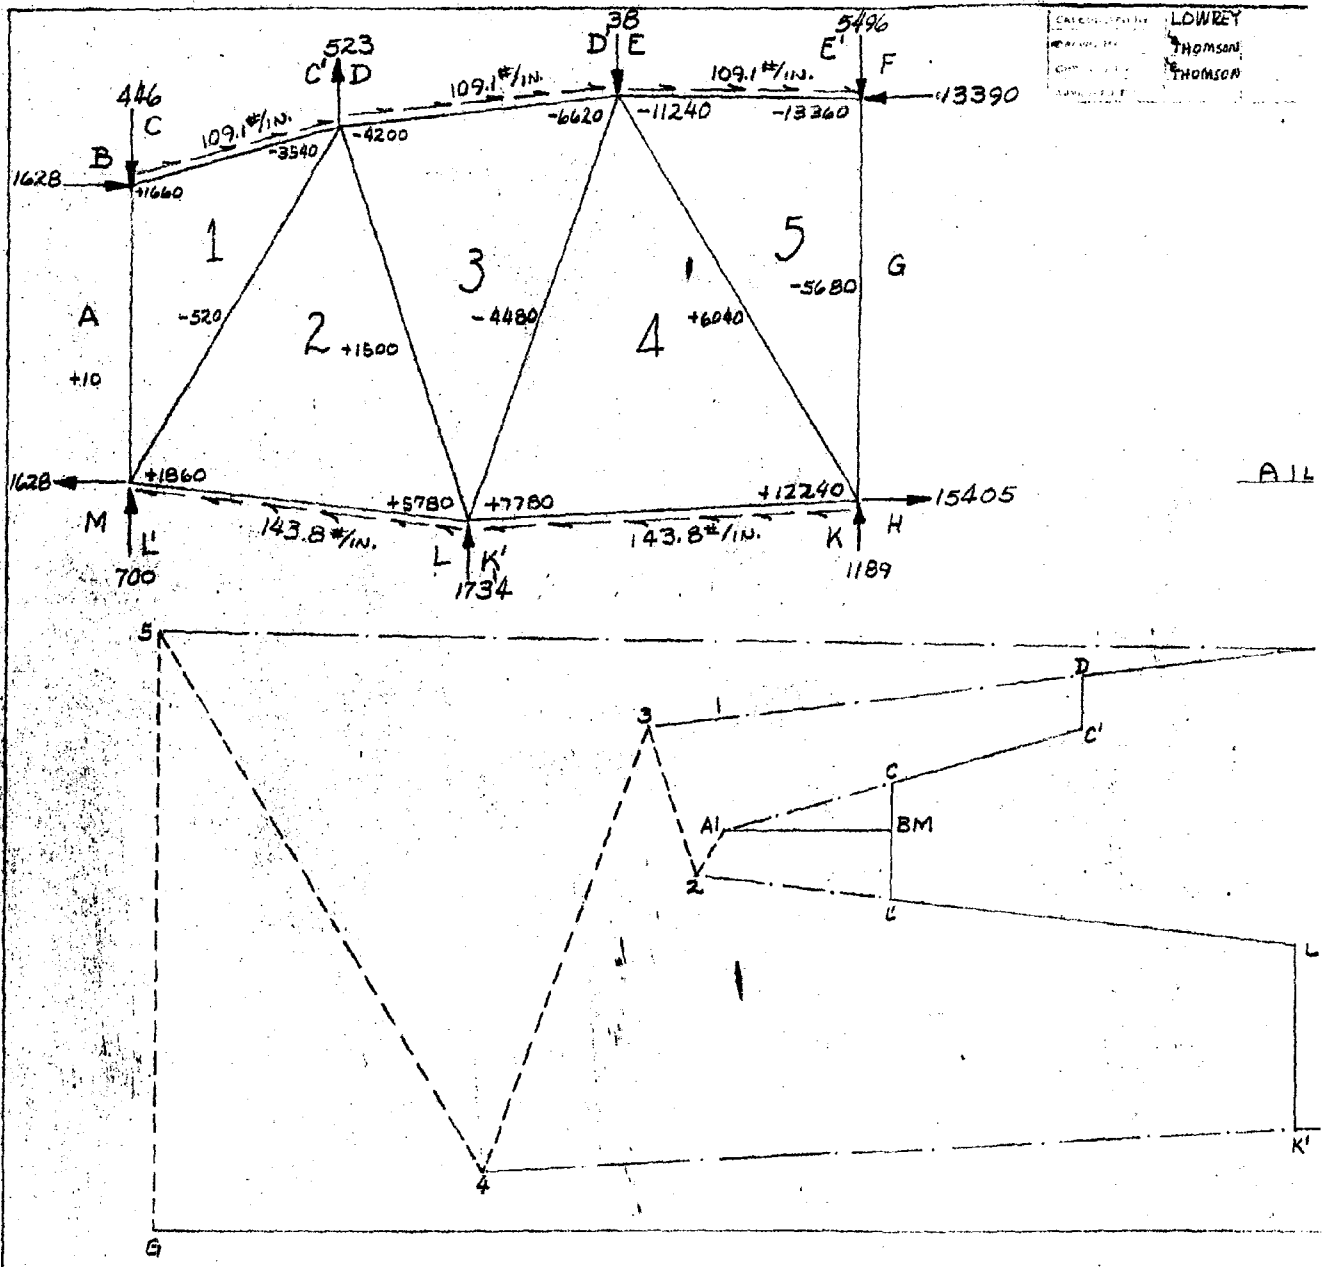 LOWREY
THOMSON
THOMSON
446
C
B
1628
523
C' D
109.1 #/IN.
109.1 #/IN.
38
D' E
109.1 #/IN.
5496
E' F
13390
+1660
-3540
-4200
-6620
-11240
-13360
1
3
5
G
-5680
A
-520
2
+1500
-4480
4
+6040
+10
1628
+1860
+5780
+7780
+12240
15405
M
L'
700
143.8 #/IN.
L
K'
1734
143.8 #/IN.
K
H
1189
5
3
D
C'
C
A1
BM
2
L'
L
4
K'
G